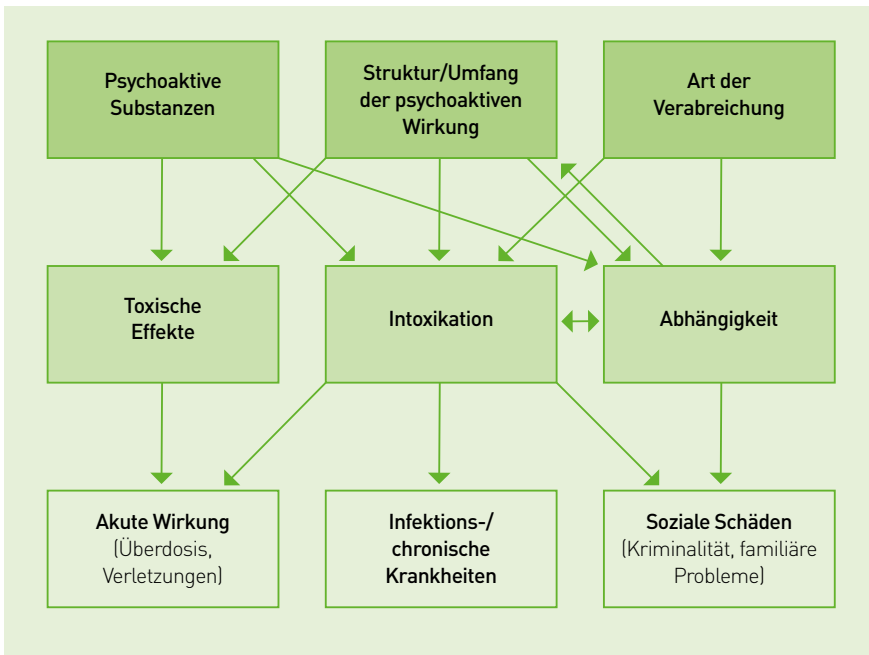 Psychoaktive
Substanzen
Struktur/Umfang
der psychoaktiven
Wirkung
Art der
Verabreichung
Toxische
Effekte
Intoxikation
Abhängigkeit
Akute Wirkung
(Überdosis,
Verletzungen)
Infektions-/
chronische
Krankheiten
Soziale Schäden
(Kriminalität, familiäre
Probleme)